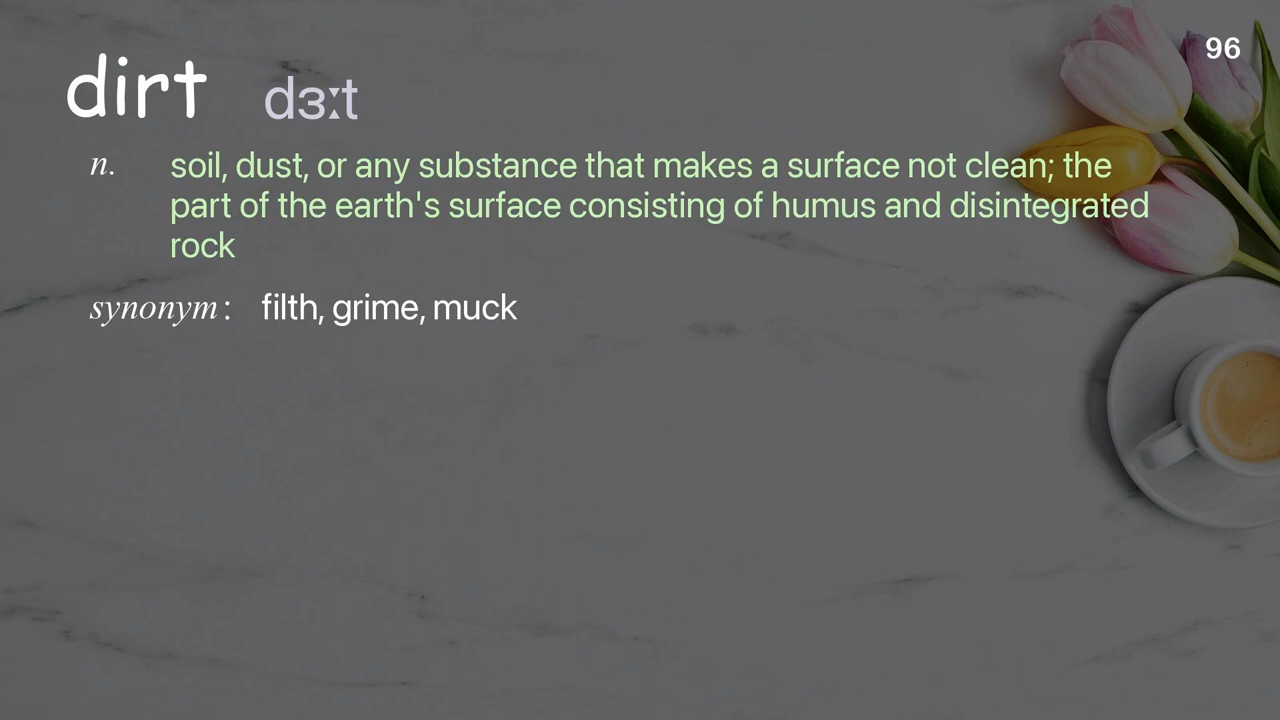 96
dirt dɜːt
n. soil, dust, or any substance that makes a surface not clean; the
part of the earth's surface consisting of humus and disintegrated
rock
synonym: filth, grime, muck